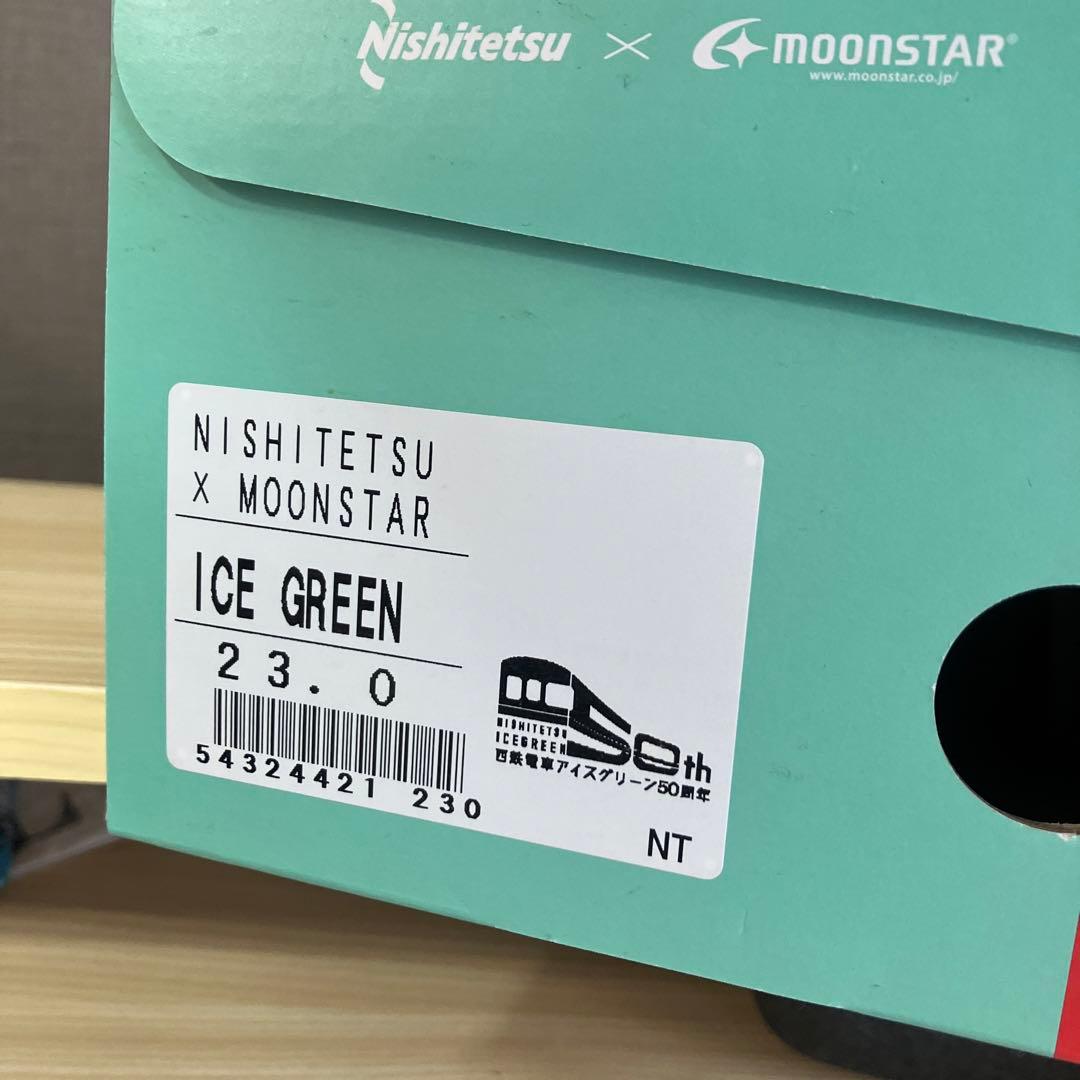 Nishitetsu × MOONSTAR®
www.moonstar.co.jp/
NISHITETSU
X MOONSTAR
ICE GREEN
23.0
54324421 230
NISHITETSU
ICEGREEN
50th
西鉄電車アイスグリーン50周年
NT